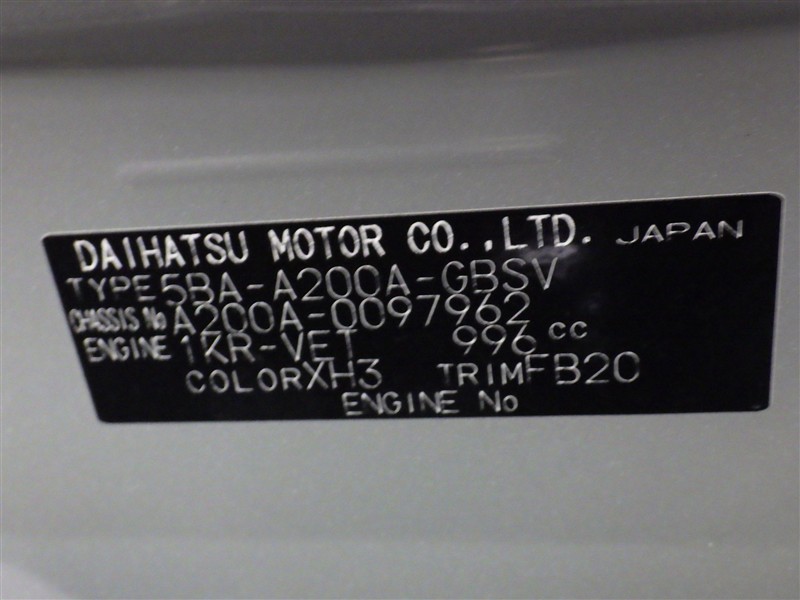 DAIHATSU MOTOR CO.,LTD. JAPAN
TYPE 5BA-A200A-GBSV
CHASSIS No A200A-0097962
ENGINE 1KR-VET 996 cc
COLOR XH3 TRIM FB20
ENGINE No